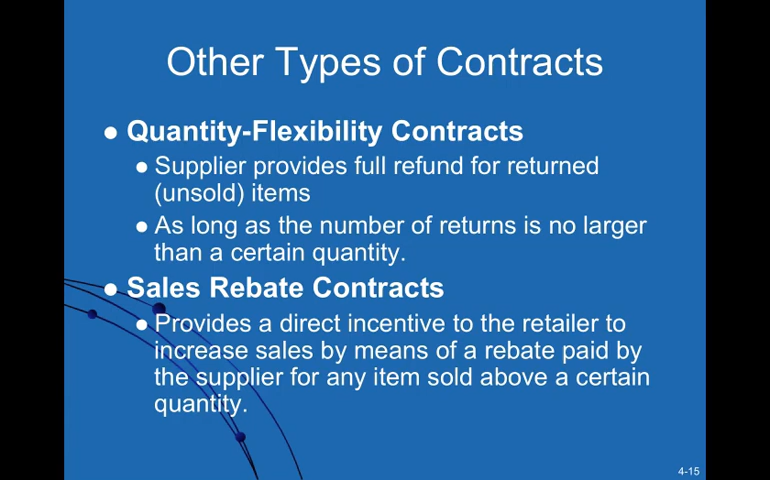 Other Types of Contracts
● Quantity-Flexibility Contracts
● Supplier provides full refund for returned
(unsold) items
● As long as the number of returns is no larger
than a certain quantity.
● Sales Rebate Contracts
● Provides a direct incentive to the retailer to
increase sales by means of a rebate paid by
the supplier for any item sold above a certain
quantity.
4-15